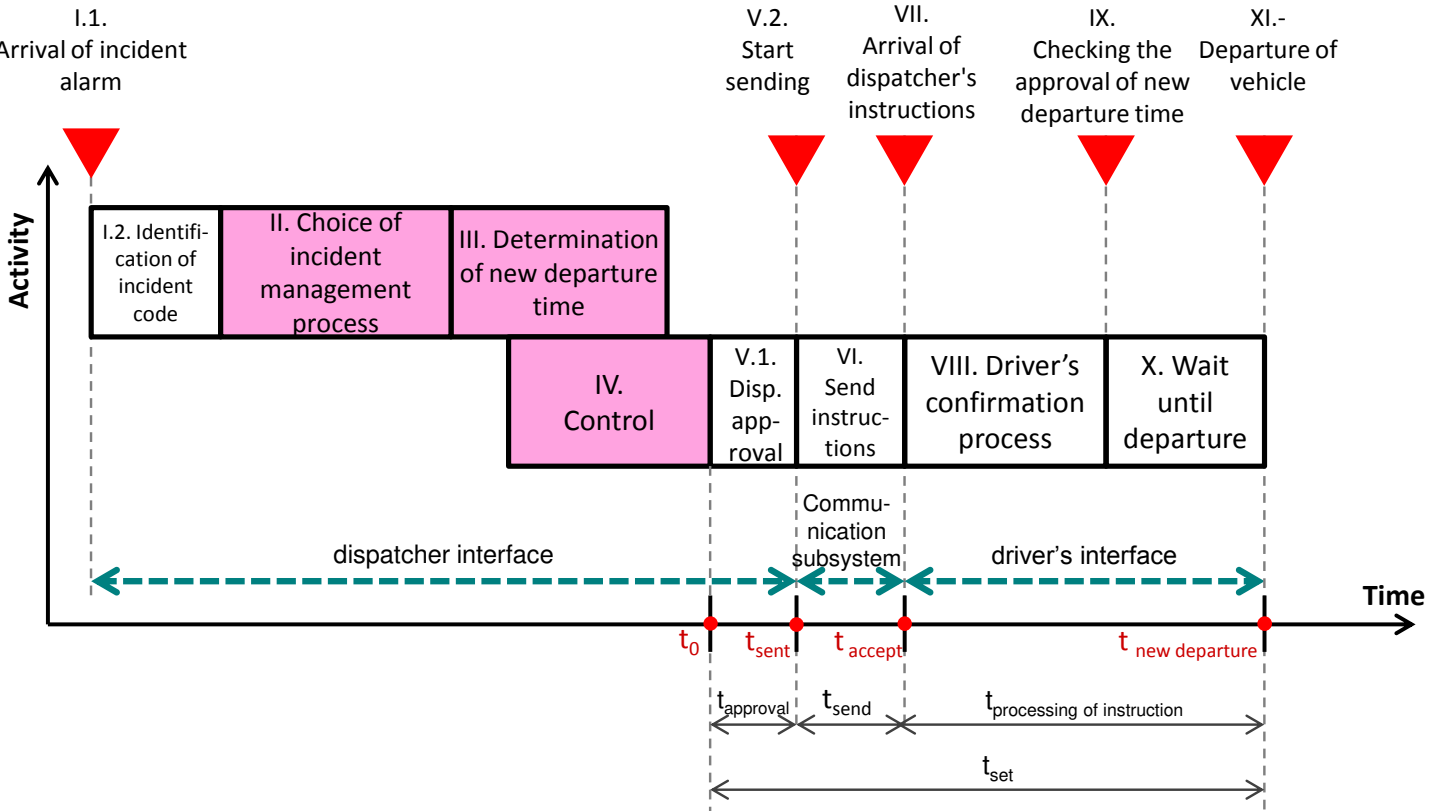 I.1.
Arrival of incident
alarm
V.2.
Start
sending
VII.
Arrival of
dispatcher's
instructions
IX.
Checking the
approval of new
departure time
XI.-
Departure of
vehicle
Activity
I.2. Identifi-
cation of
incident
code
II. Choice of
incident
management
process
III. Determination
of new departure
time
IV.
Control
V.1.
Disp.
app-
roval
VI.
Send
instruc-
tions
VIII. Driver’s
confirmation
process
X. Wait
until
departure
dispatcher interface
Commu-
nication
subsystem
driver’s interface
Time
t0
tsent
t accept
t new departure
tapproval
tsend
tprocessing of instruction
tset